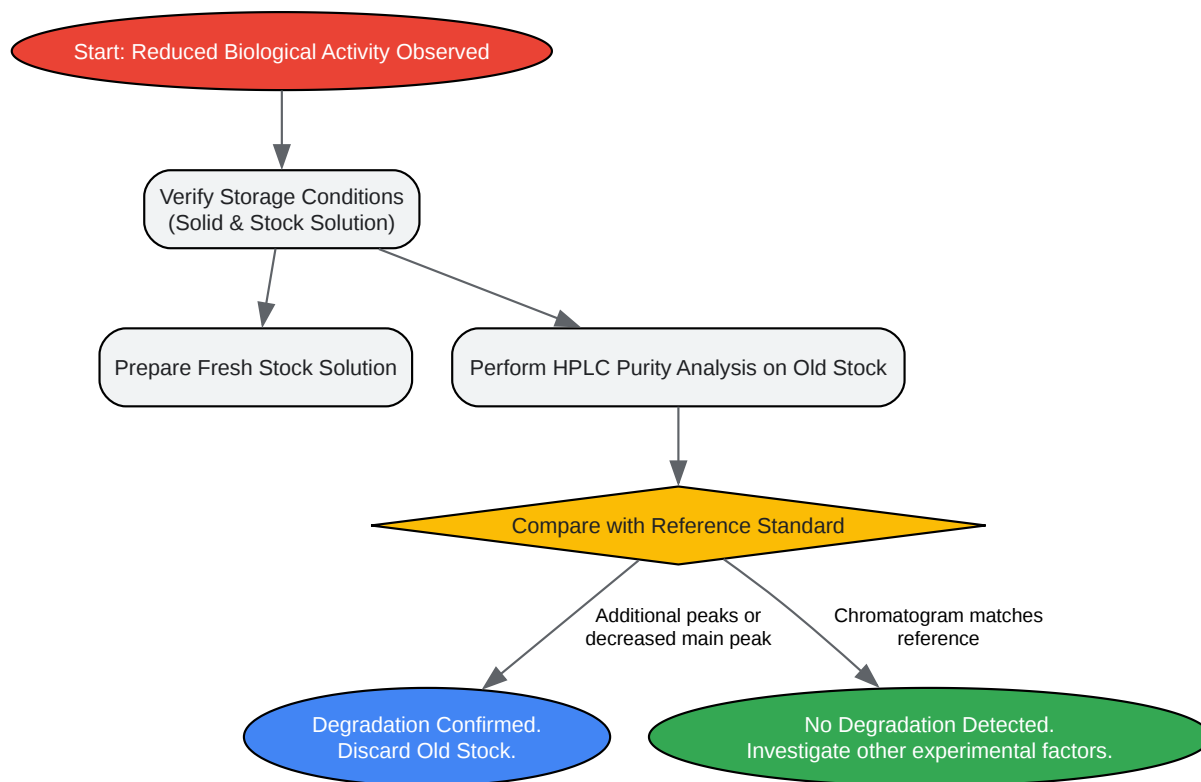 Start: Reduced Biological Activity Observed
Verify Storage Conditions
(Solid & Stock Solution)
Prepare Fresh Stock Solution
Perform HPLC Purity Analysis on Old Stock
Compare with Reference Standard
Additional peaks or
decreased main peak
Chromatogram matches
reference
Degradation Confirmed.
Discard Old Stock.
No Degradation Detected.
Investigate other experimental factors.